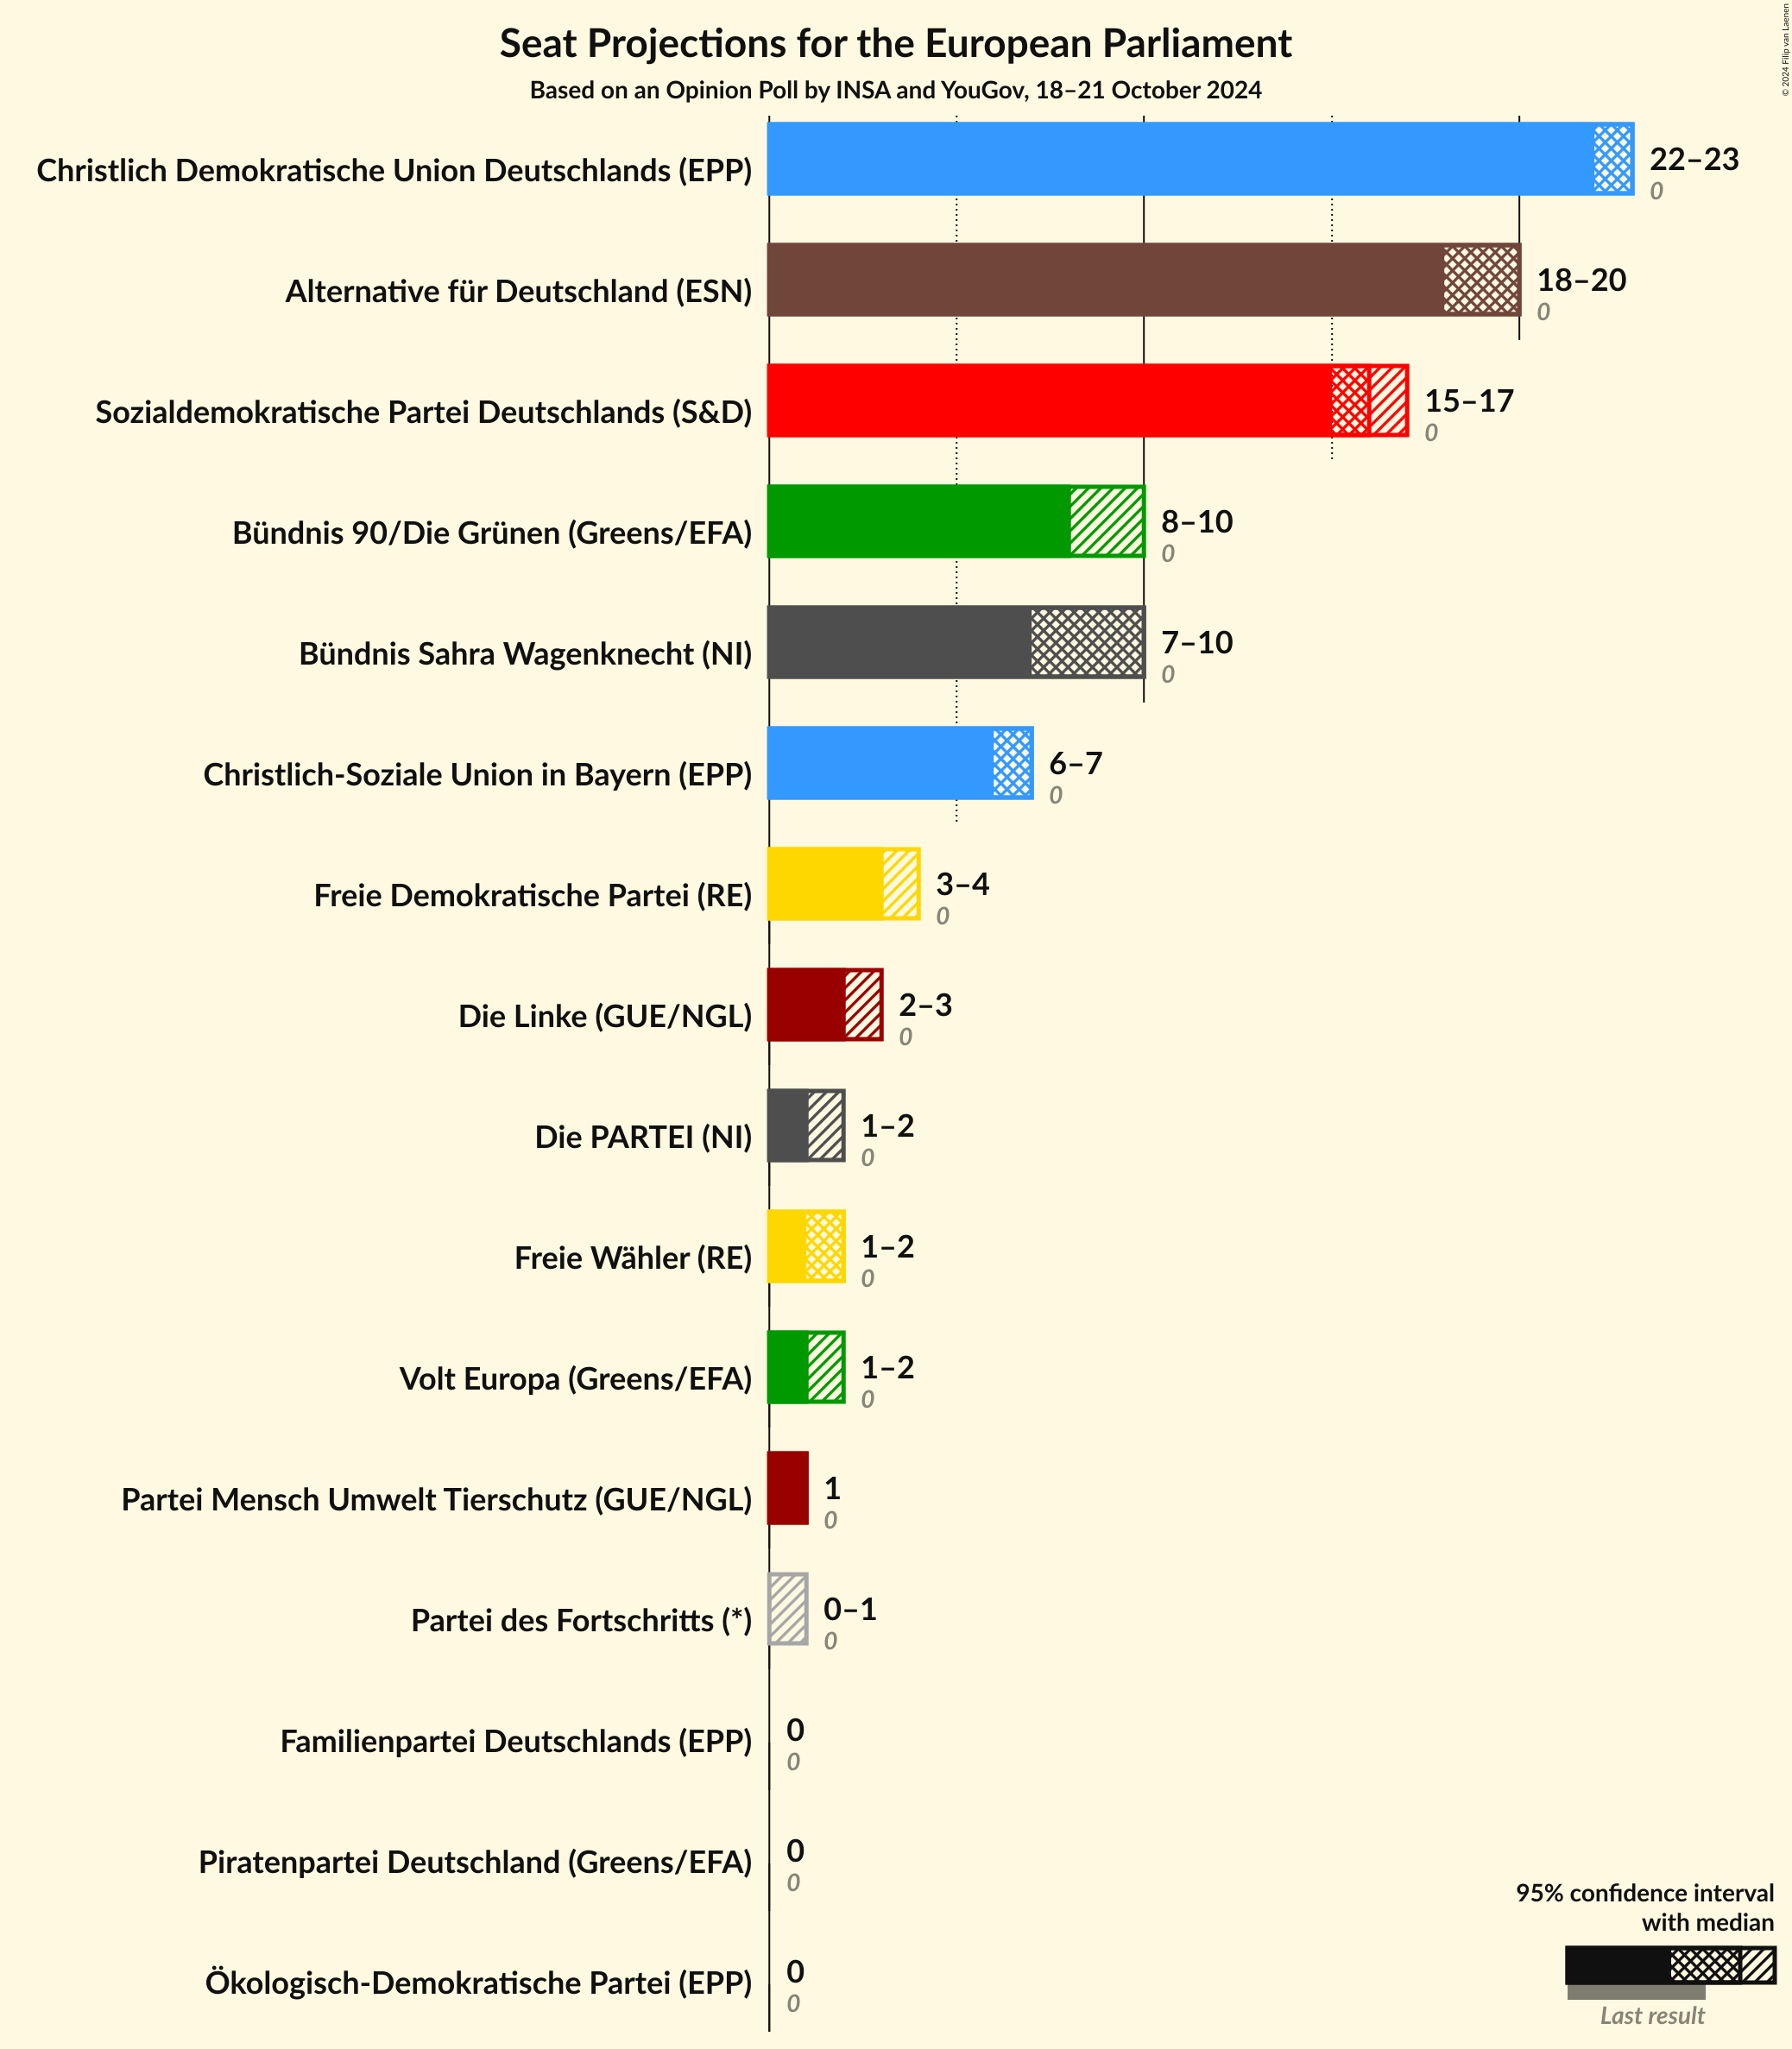 Seat Projections for the European Parliament
Based on an Opinion Poll by INSA and YouGov, 18–21 October 2024
© 2024 Filip van Laenen
Christlich Demokratische Union Deutschlands (EPP)
22–23
0
Alternative für Deutschland (ESN)
18–20
0
Sozialdemokratische Partei Deutschlands (S&D)
15–17
0
Bündnis 90/Die Grünen (Greens/EFA)
8–10
0
Bündnis Sahra Wagenknecht (NI)
7–10
0
Christlich-Soziale Union in Bayern (EPP)
6–7
0
Freie Demokratische Partei (RE)
3–4
0
Die Linke (GUE/NGL)
2–3
0
Die PARTEI (NI)
1–2
0
Freie Wähler (RE)
1–2
0
Volt Europa (Greens/EFA)
1–2
0
Partei Mensch Umwelt Tierschutz (GUE/NGL)
1
0
Partei des Fortschritts (*)
0–1
0
Familienpartei Deutschlands (EPP)
0
0
Piratenpartei Deutschland (Greens/EFA)
0
0
Ökologisch-Demokratische Partei (EPP)
0
0
95% confidence interval
with median
Last result